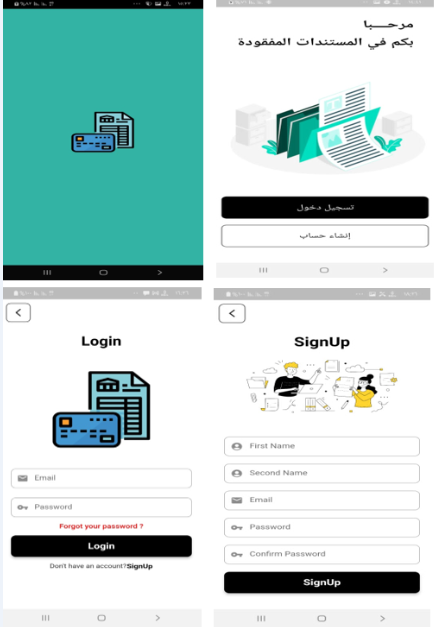 مرحــــبا
بكم في المستندات المفقودة
تسجيل دخول
إنشاء حساب
Login
Email
Password
Forgot your password ?
Login
Don't have an account?SignUp
SignUp
First Name
Second Name
Email
Password
Confirm Password
SignUp